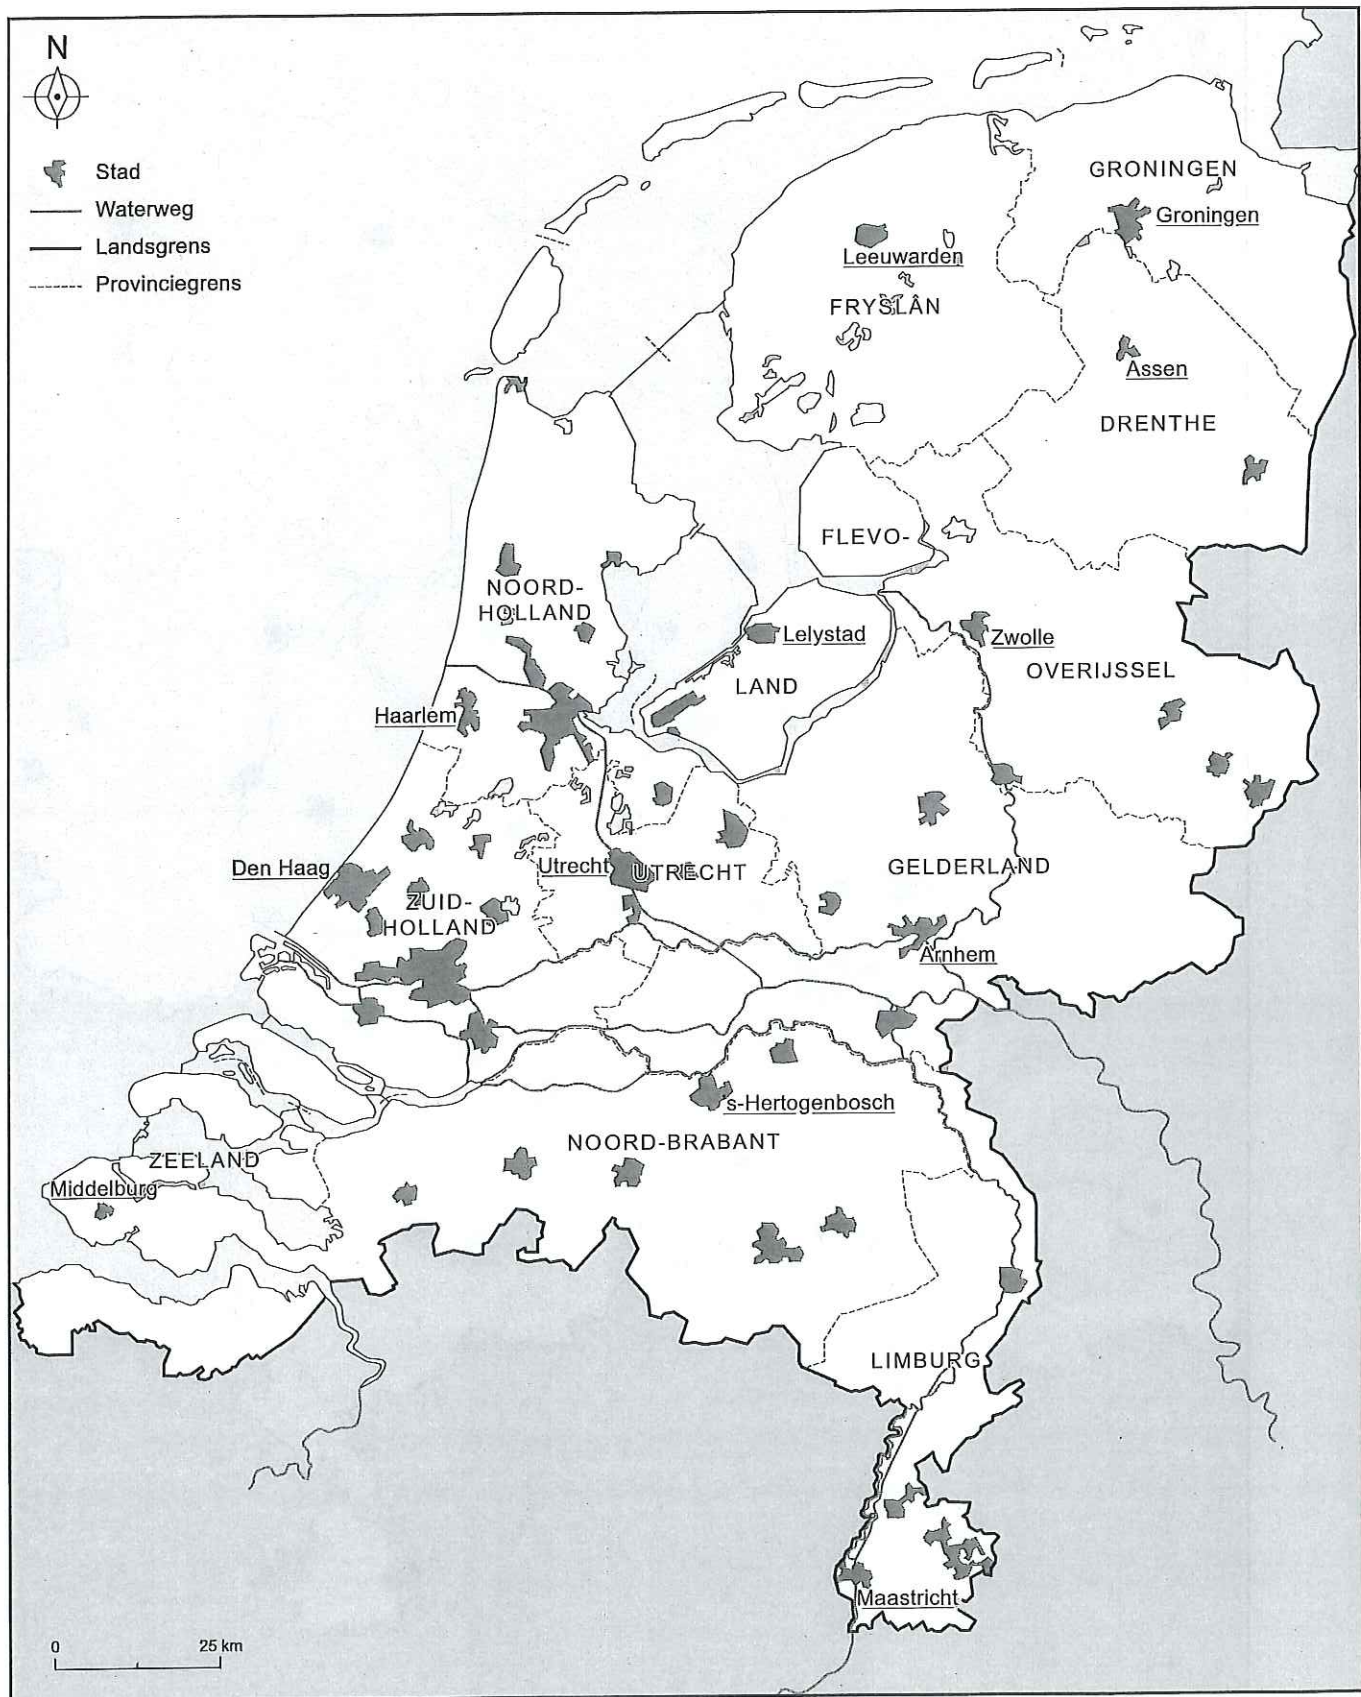 N
Stad
Waterweg
Landsgrens
Provinciegrens
GRONINGEN
Groningen
Leeuwarden
FRYSLÂN
Assen
DRENTHE
FLEVO-
NOORD-
HOLLAND
Lelystad
Zwolle
OVERIJSSEL
LAND
Haarlem
Den Haag
Utrecht
UTRECHT
GELDERLAND
ZUID-
HOLLAND
Arnhem
's-Hertogenbosch
NOORD-BRABANT
ZEELAND
Middelburg
LIMBURG
Maastricht
0 25 km